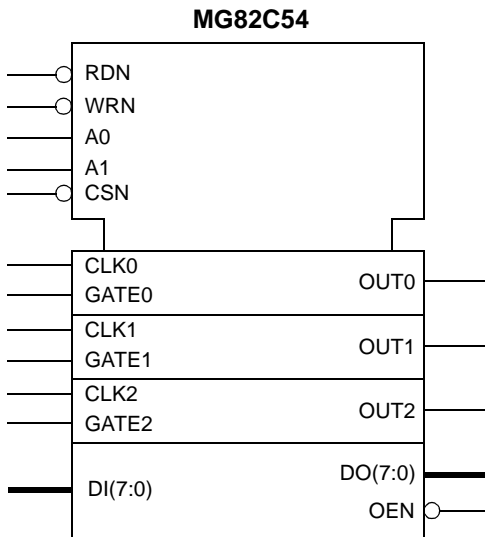 MG82C54
RDN
WRN
A0
A1
CSN
CLK0
GATE0
OUT0
CLK1
GATE1
OUT1
CLK2
GATE2
OUT2
DI(7:0)
DO(7:0)
OEN